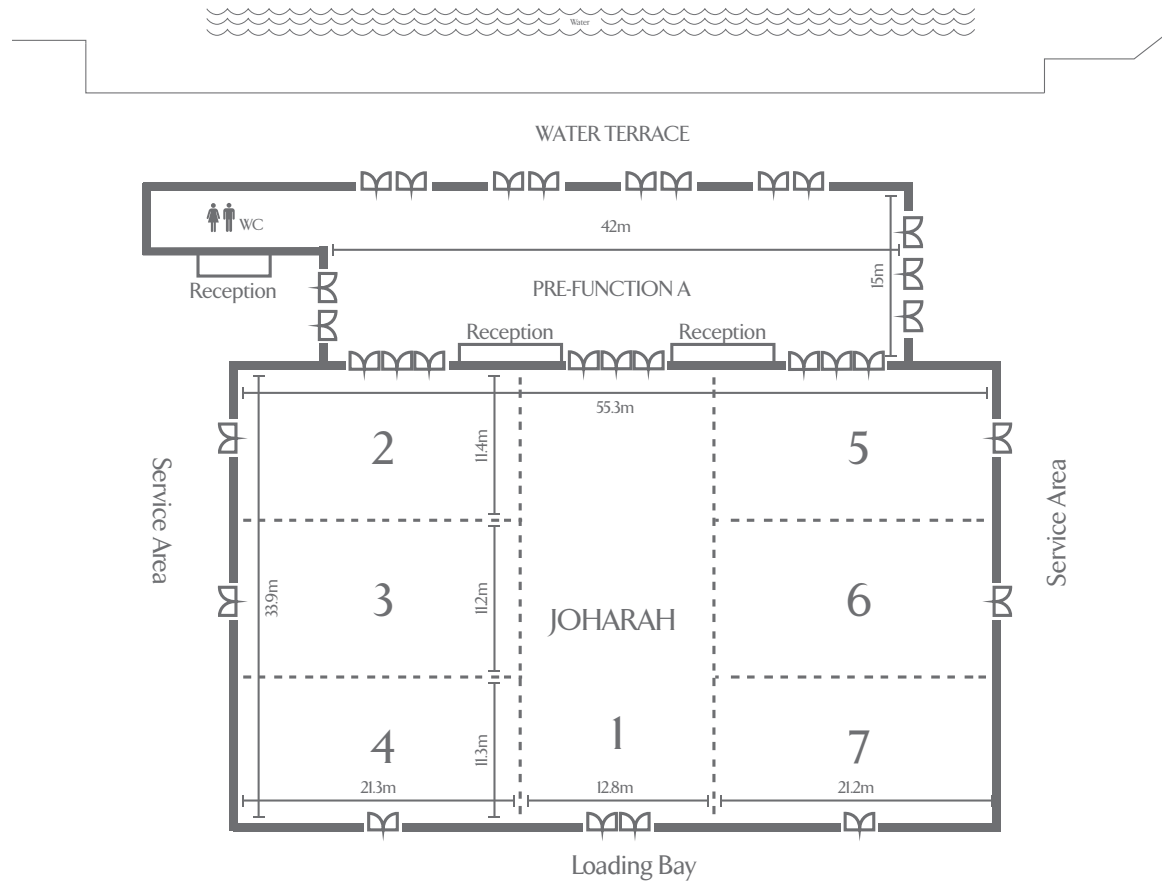 Water
WATER TERRACE
WC
42m
Reception
PRE-FUNCTION A
15m
Reception
Reception
55.3m
2
11.4m
5
Service Area
Service Area
33.9m
3
11.2m
JOHARAH
6
4
11.3m
1
7
21.3m
12.8m
21.2m
Loading Bay